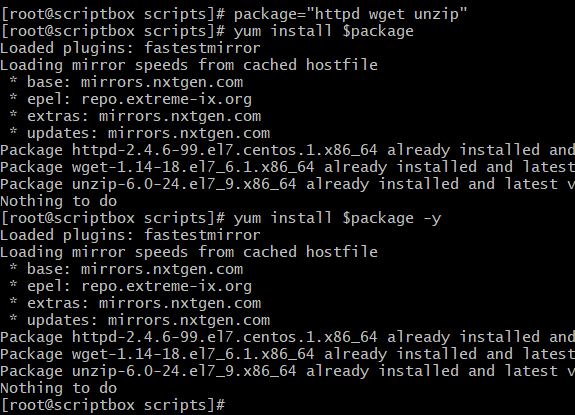 [root@scriptbox scripts]# package="httpd wget unzip"
[root@scriptbox scripts]# yum install $package
Loaded plugins: fastestmirror
Loading mirror speeds from cached hostfile
 * base: mirrors.nxtgen.com
 * epel: repo.extreme-ix.org
 * extras: mirrors.nxtgen.com
 * updates: mirrors.nxtgen.com
Package httpd-2.4.6-99.el7.centos.1.x86_64 already installed and
Package wget-1.14-18.el7_6.1.x86_64 already installed and latest
Package unzip-6.0-24.el7_9.x86_64 already installed and latest v
Nothing to do
[root@scriptbox scripts]# yum install $package -y
Loaded plugins: fastestmirror
Loading mirror speeds from cached hostfile
 * base: mirrors.nxtgen.com
 * epel: repo.extreme-ix.org
 * extras: mirrors.nxtgen.com
 * updates: mirrors.nxtgen.com
Package httpd-2.4.6-99.el7.centos.1.x86_64 already installed and
Package wget-1.14-18.el7_6.1.x86_64 already installed and latest
Package unzip-6.0-24.el7_9.x86_64 already installed and latest v
Nothing to do
[root@scriptbox scripts]#